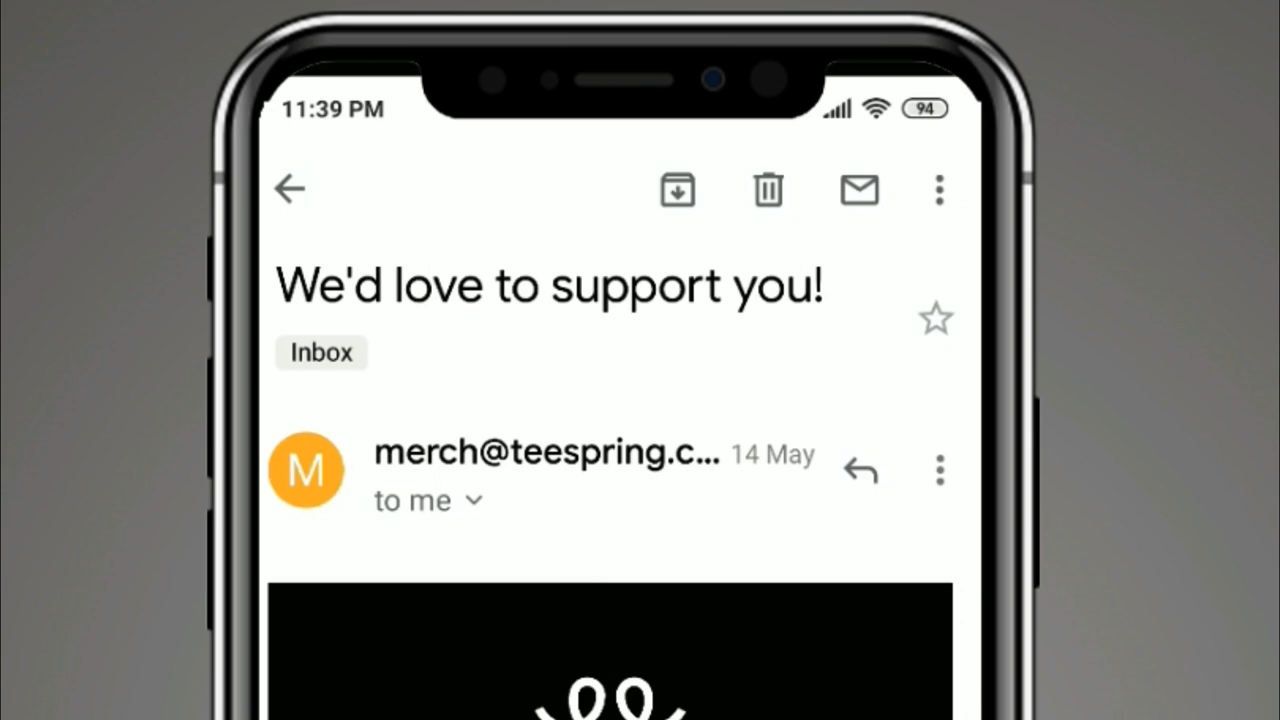 11:39 PM 94
We'd love to support you!
Inbox
M
merch@teespring.c... 14 May
to me